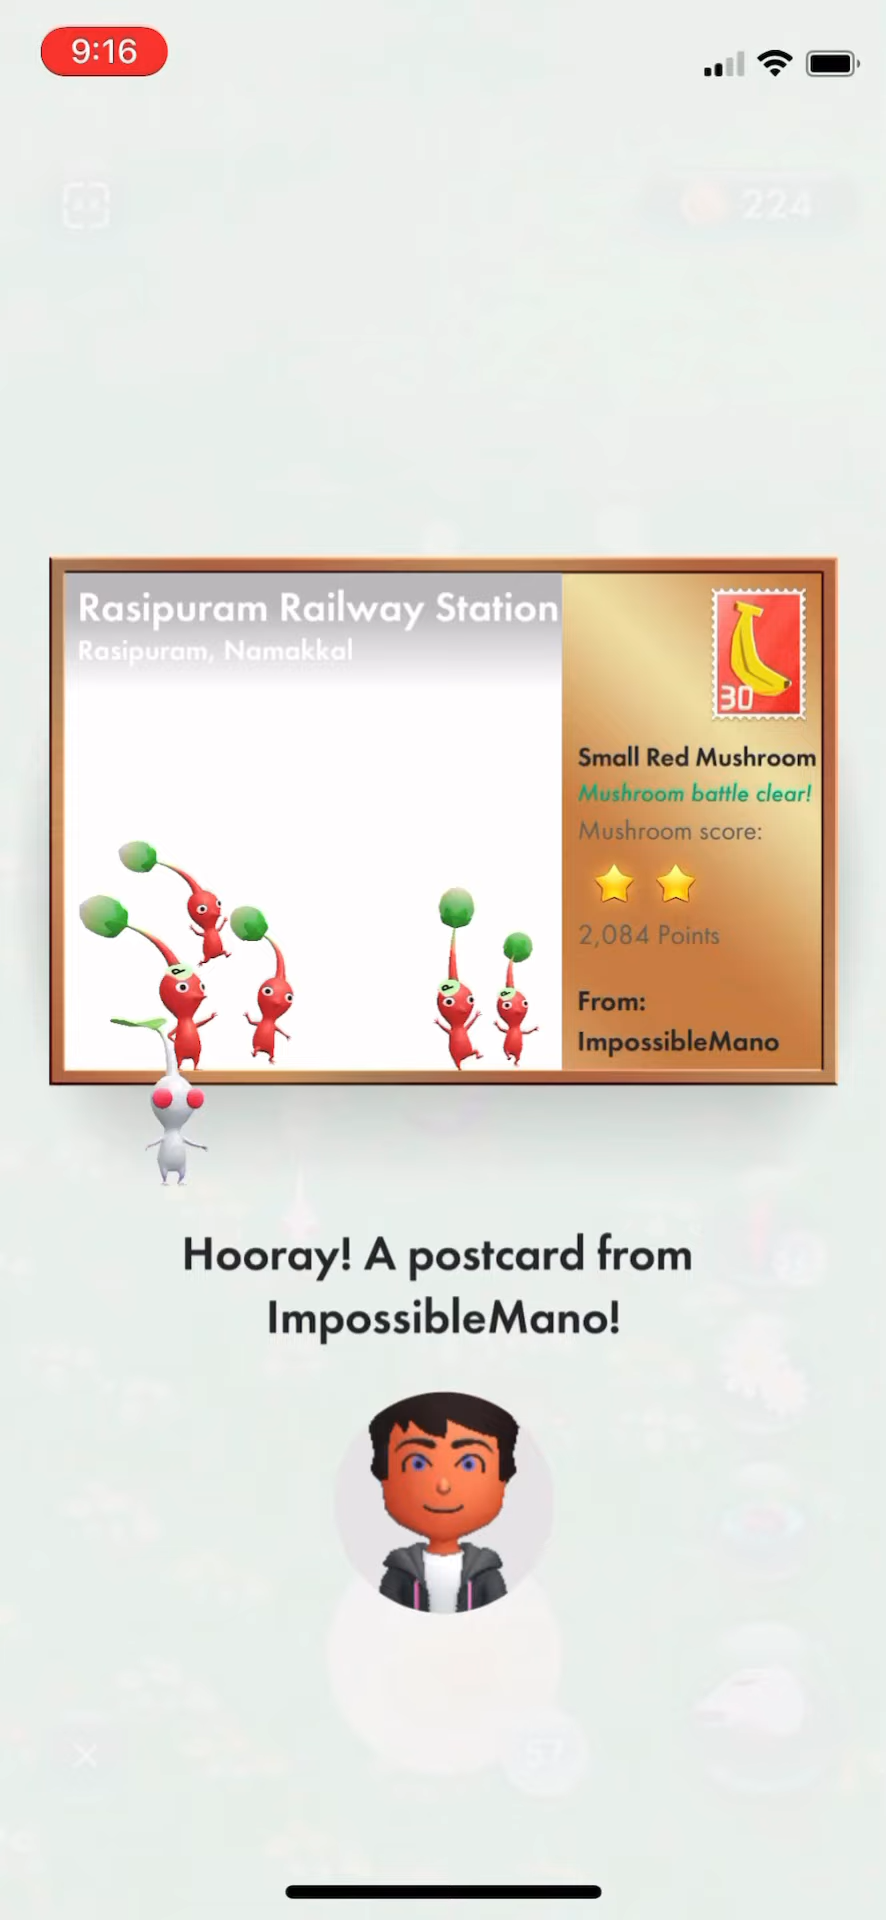 9:16
224
Rasipuram Railway Station
Rasipuram, Namakkal
30
Small Red Mushroom
Mushroom battle clear!
Mushroom score:
2,084 Points
From:
ImpossibleMano
Hooray! A postcard from
ImpossibleMano!
57